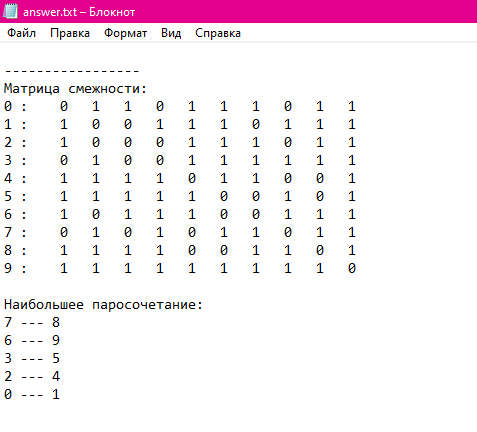 answer.txt – Блокнот
Файл Правка Формат Вид Справка
-----------------
Матрица смежности:
0 : 0 1 1 0 1 1 1 0 1 1
1 : 1 0 0 1 1 1 0 1 1 1
2 : 1 0 0 0 1 1 1 0 1 1
3 : 0 1 0 0 1 1 1 1 1 1
4 : 1 1 1 1 0 1 1 0 0 1
5 : 1 1 1 1 1 0 0 1 0 1
6 : 1 0 1 1 1 0 0 1 1 1
7 : 0 1 0 1 0 1 1 0 1 1
8 : 1 1 1 1 0 0 1 1 0 1
9 : 1 1 1 1 1 1 1 1 1 0
Наибольшее паросочетание:
7 --- 8
6 --- 9
3 --- 5
2 --- 4
0 --- 1